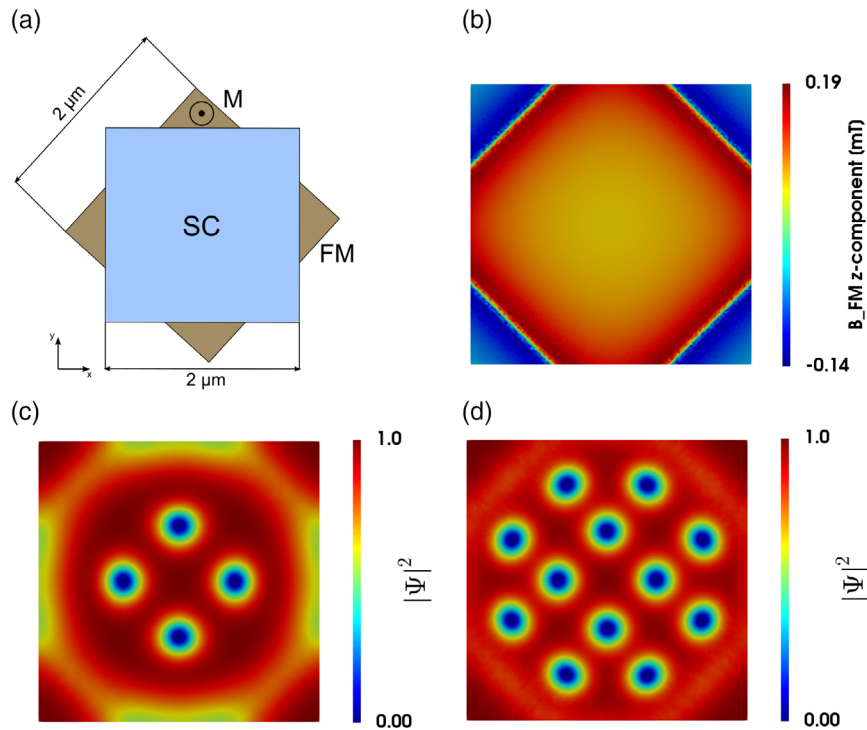 (a)
2 μm
M
SC
FM
y
x
2 μm
(b)
0.19
B_FM z-component (mT)
-0.14
(c)
1.0
|Ψ|²
0.00
(d)
1.0
|Ψ|²
0.00